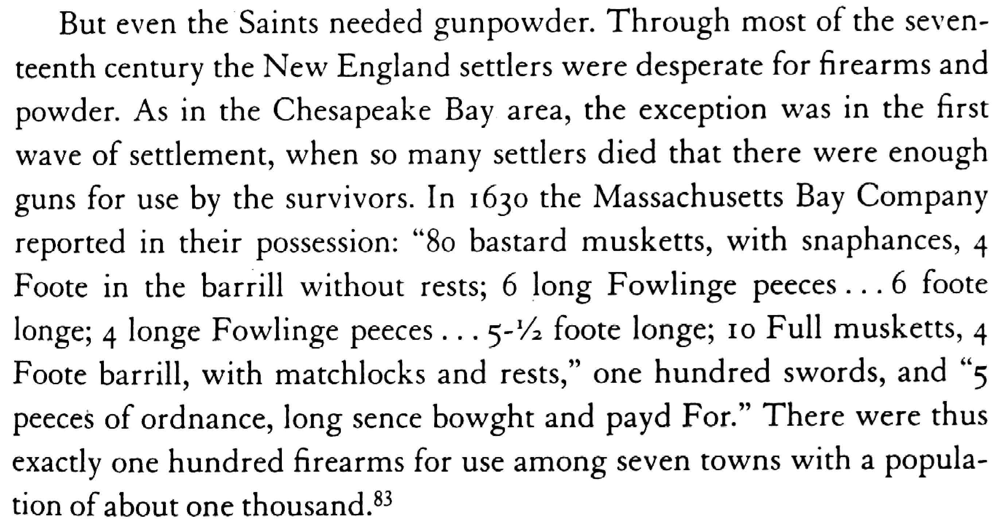 But even the Saints needed gunpowder. Through most of the seven-
teenth century the New England settlers were desperate for firearms and
powder. As in the Chesapeake Bay area, the exception was in the first
wave of settlement, when so many settlers died that there were enough
guns for use by the survivors. In 1630 the Massachusetts Bay Company
reported in their possession: “80 bastard musketts, with snaphances, 4
Foote in the barrill without rests; 6 long Fowlinge peeces . . . 6 foote
longe; 4 longe Fowlinge peeces . . . 5-½ foote longe; 10 Full musketts, 4
Foote barrill, with matchlocks and rests,” one hundred swords, and “5
peeces of ordnance, long sence bowght and payd For.” There were thus
exactly one hundred firearms for use among seven towns with a popula-
tion of about one thousand.83